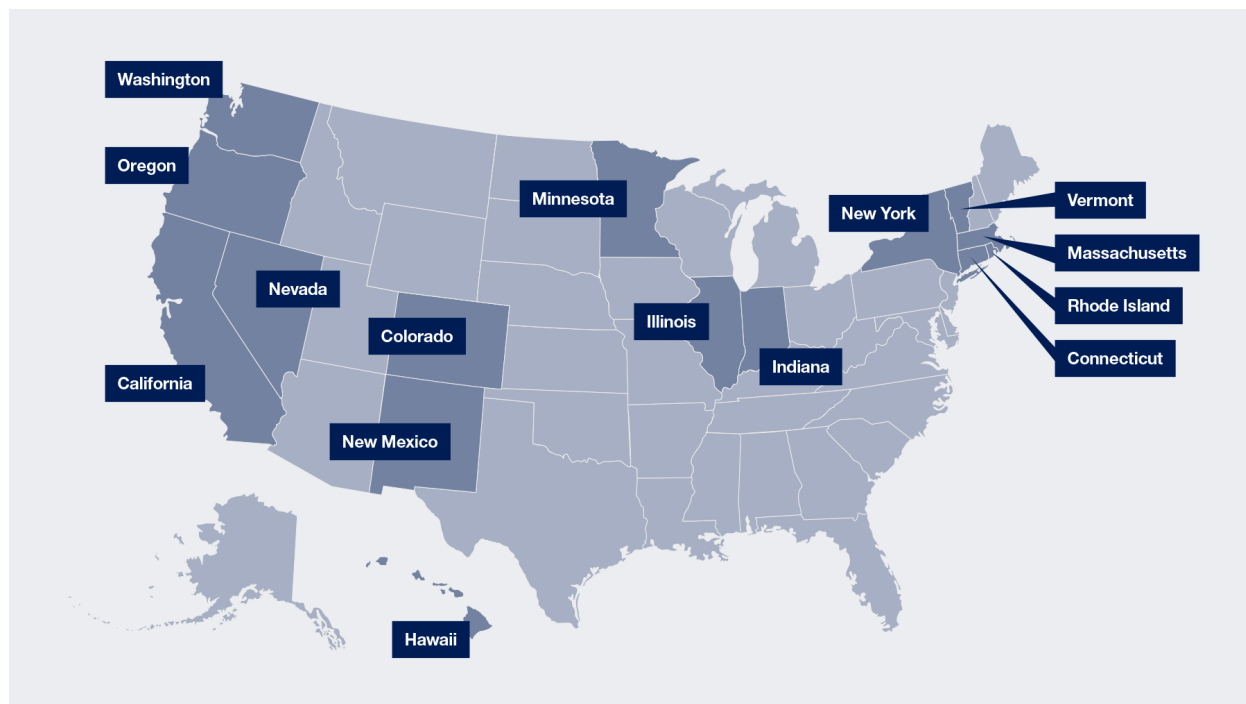 Washington
Oregon
Minnesota
New York
Vermont
Massachusetts
Nevada
Rhode Island
Illinois
Colorado
Connecticut
Indiana
California
New Mexico
Hawaii